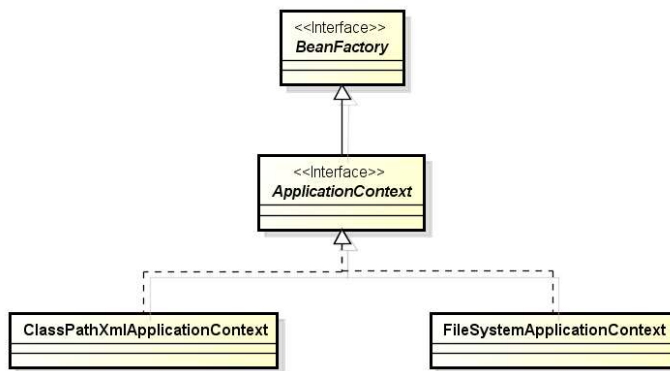 <<Interface>>
BeanFactory
<<Interface>>
ApplicationContext
ClassPathXmlApplicationContext
FileSystemApplicationContext